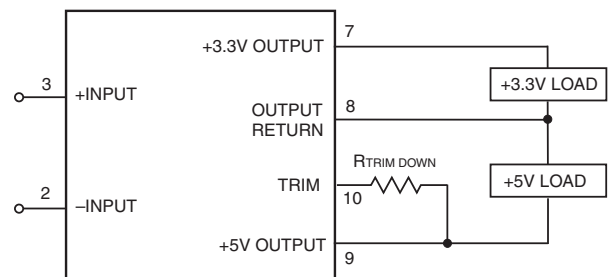 7
+3.3V OUTPUT
3
+INPUT
+3.3V LOAD
8
OUTPUT
RETURN
RTRIM DOWN
TRIM
10
+5V LOAD
2
–INPUT
+5V OUTPUT
9